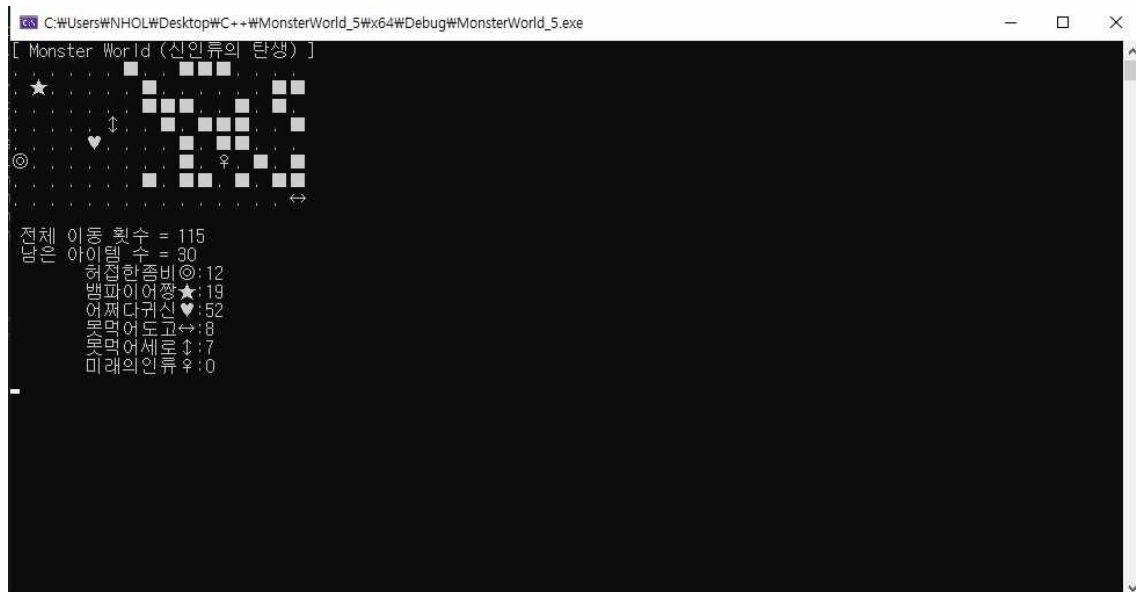 C:₩Users₩NHOL₩Desktop₩C++₩MonsterWorld_5₩x64₩Debug₩MonsterWorld_5.exe
[ Monster World (신인류의 탄생) ]
. . . . . . ■. . ■■■. . . .
. ★. . . . . ■. . . . . . ■■
. . . . . . . ■■■. . ■. ■.
. . . . . ↕. . ■. ■■■. . ■
. . . . ♥. . . . ■. ■■. . .
◎. . . . . . . . ■. ♀. ■. ■
. . . . . . . ■. ■■. ■. ■■
. . . . . . . . . . . . . . . ↔
전체 이동 횟수 = 115
남은 아이템 수 = 30
허접한좀비◎:12
뱀파이어짱★:19
어쩌다귀신♥:52
못먹어도고↔:8
못먹어세로↕:7
미래의인류♀:0